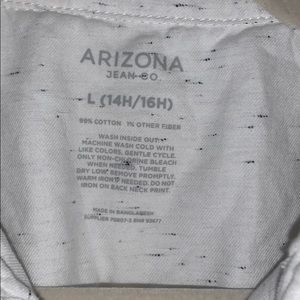 ARIZONA
JEAN CO.
L (14H/16H)
99% COTTON 1% OTHER FIBER
WASH INSIDE OUT.
MACHINE WASH COLD WITH
LIKE COLORS, GENTLE CYCLE.
ONLY NON-CHLORINE BLEACH
WHEN NEEDED. TUMBLE
DRY LOW. REMOVE PROMPTLY.
WARM IRON IF NEEDED. DO NOT
IRON ON BACK NECK PRINT.
MADE IN BANGLADESH
SUPPLIER